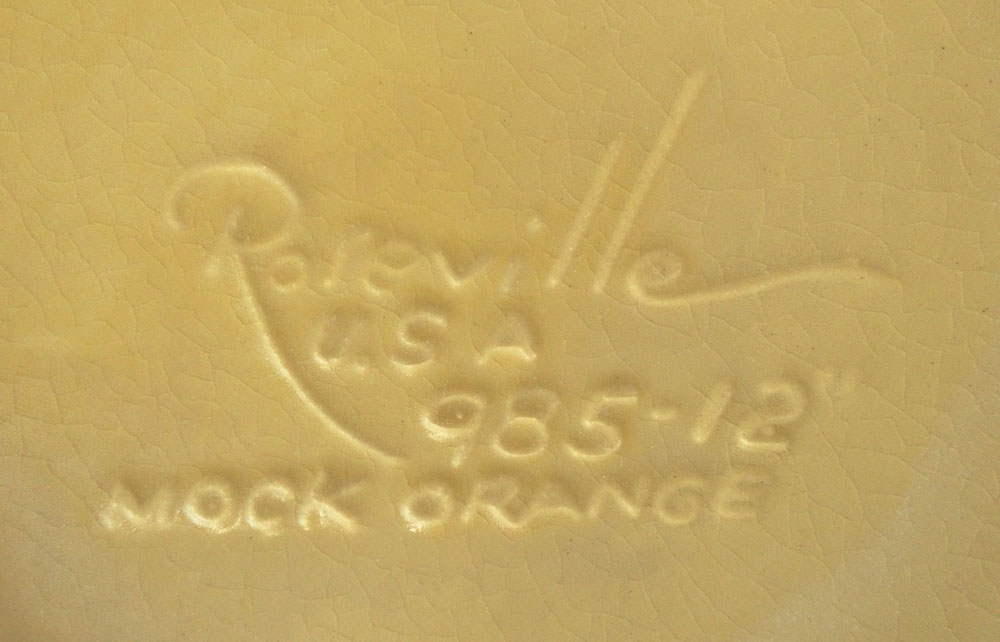 Roseville
U.S.A
985-12"
MOCK ORANGE